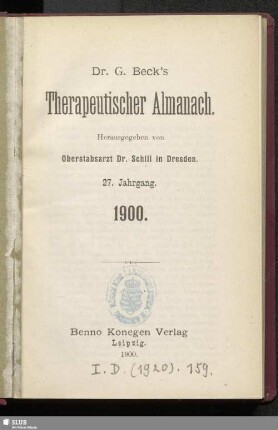 Dr. G. Beck's
Therapeutischer Almanach.
Herausgegeben von
Oberstabsarzt Dr. Schill in Dresden.
27. Jahrgang.
1900.
Benno Konegen Verlag
Leipzig.
1900.
I. D. (1920). 159.
SLUB